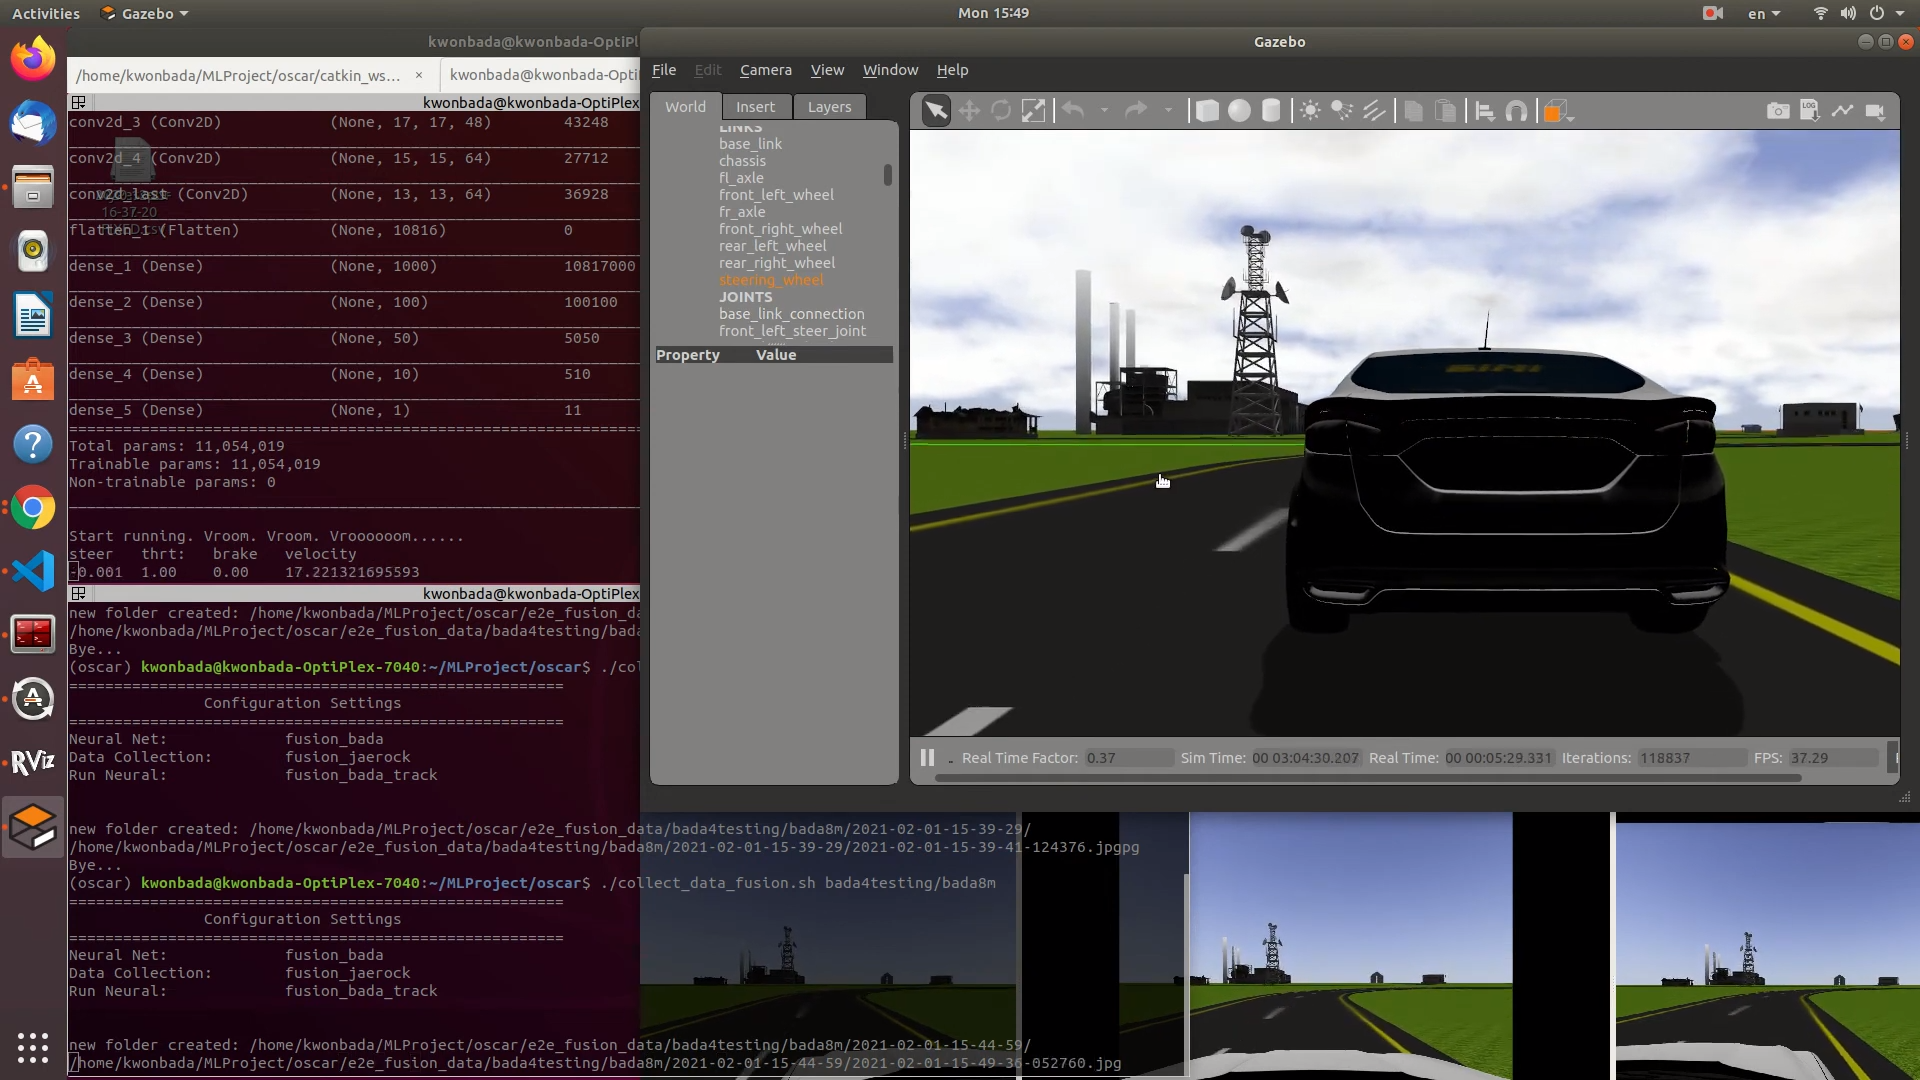 Activities
Gazebo
Mon 15:49
en
kwonbada@kwonbada-OptiPl
Gazebo
/home/kwonbada/MLProject/oscar/catkin_ws...
kwonbada@kwonbada-OptiPl
File Edit Camera View Window Help
kwonbada@kwonbada-OptiPlex
World Insert Layers
conv2d_3 (Conv2D) (None, 17, 17, 48) 43248
conv2d_4 (Conv2D) (None, 15, 15, 64) 27712
conv2d_last (Conv2D) (None, 13, 13, 64) 36928
16-37-20
flatten_1 (Flatten) (None, 10816) 0
dense_1 (Dense) (None, 1000) 10817000
dense_2 (Dense) (None, 100) 100100
dense_3 (Dense) (None, 50) 5050
dense_4 (Dense) (None, 10) 510
dense_5 (Dense) (None, 1) 11
Total params: 11,054,019
Trainable params: 11,054,019
Non-trainable params: 0
Start running. Vroom. Vroom. Vroooooom......
steer thrt: brake velocity
-0.001 1.00 0.00 17.221321695593
LINKS
base_link
chassis
fl_axle
front_left_wheel
fr_axle
front_right_wheel
rear_left_wheel
rear_right_wheel
steering_wheel
JOINTS
base_link_connection
front_left_steer_joint
Property Value
BIMI
Real Time Factor: 0.37 Sim Time: 00 03:04:30.207 Real Time: 00 00:05:29.331 Iterations: 118837 FPS: 37.29
kwonbada@kwonbada-OptiPlex
new folder created: /home/kwonbada/MLProject/oscar/e2e_fusion_da
/home/kwonbada/MLProject/oscar/e2e_fusion_data/bada4testing/bada
Bye...
(oscar) kwonbada@kwonbada-OptiPlex-7040:~/MLProject/oscar$ ./col
Configuration Settings
Neural Net: fusion_bada
Data Collection: fusion_jaerock
Run Neural: fusion_bada_track
new folder created: /home/kwonbada/MLProject/oscar/e2e_fusion_data/bada4testing/bada8m/2021-02-01-15-39-29/
/home/kwonbada/MLProject/oscar/e2e_fusion_data/bada4testing/bada8m/2021-02-01-15-39-29/2021-02-01-15-39-41-124376.jpgpg
Bye...
(oscar) kwonbada@kwonbada-OptiPlex-7040:~/MLProject/oscar$ ./collect_data_fusion.sh bada4testing/bada8m
Configuration Settings
Neural Net: fusion_bada
Data Collection: fusion_jaerock
Run Neural: fusion_bada_track
new folder created: /home/kwonbada/MLProject/oscar/e2e_fusion_data/bada4testing/bada8m/2021-02-01-15-44-59/
/home/kwonbada/MLProject/oscar/e2e_fusion_data/bada4testing/bada8m/2021-02-01-15-44-59/2021-02-01-15-49-36-052760.jpg
RViz